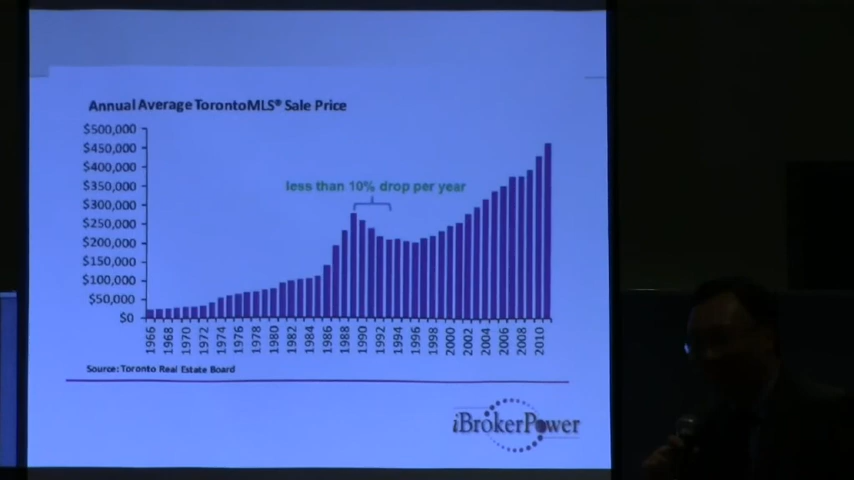 Annual Average TorontoMLS® Sale Price
$500,000
$450,000
$400,000
$350,000
$300,000
$250,000
$200,000
$150,000
$100,000
$50,000
$0
less than 10% drop per year
1966 1968 1970 1972 1974 1976 1978 1980 1982 1984 1986 1988 1990 1992 1994 1996 1998 2000 2002 2004 2006 2008 2010
Source: Toronto Real Estate Board
iBrokerPower